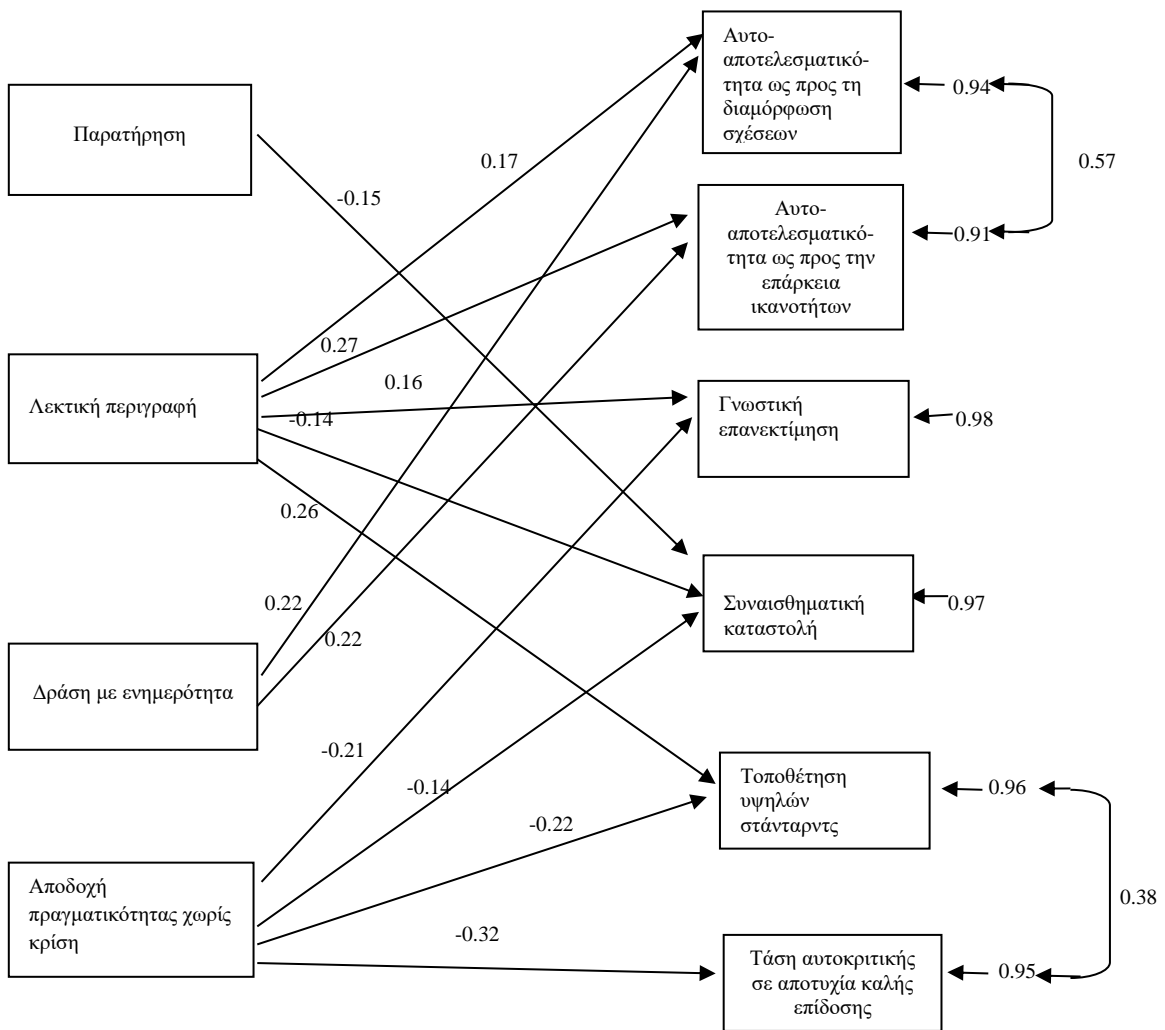 Αυτο-
αποτελεσματικό-
τητα ως προς τη
διαμόρφωση
σχέσεων
0.94
Παρατήρηση
0.17
0.57
-0.15
Αυτο-
αποτελεσματικό-
τητα ως προς την
επάρκεια
ικανοτήτων
0.91
0.27
0.16
Λεκτική περιγραφή
-0.14
Γνωστική
επανεκτίμηση
0.98
0.26
0.22
0.22
Συναισθηματική
καταστολή
0.97
Δράση με ενημερότητα
-0.21
-0.14
-0.22
Τοποθέτηση
υψηλών
στάνταρντς
0.96
Αποδοχή
πραγματικότητας χωρίς
κρίση
-0.32
0.38
Τάση αυτοκριτικής
σε αποτυχία καλής
επίδοσης
0.95